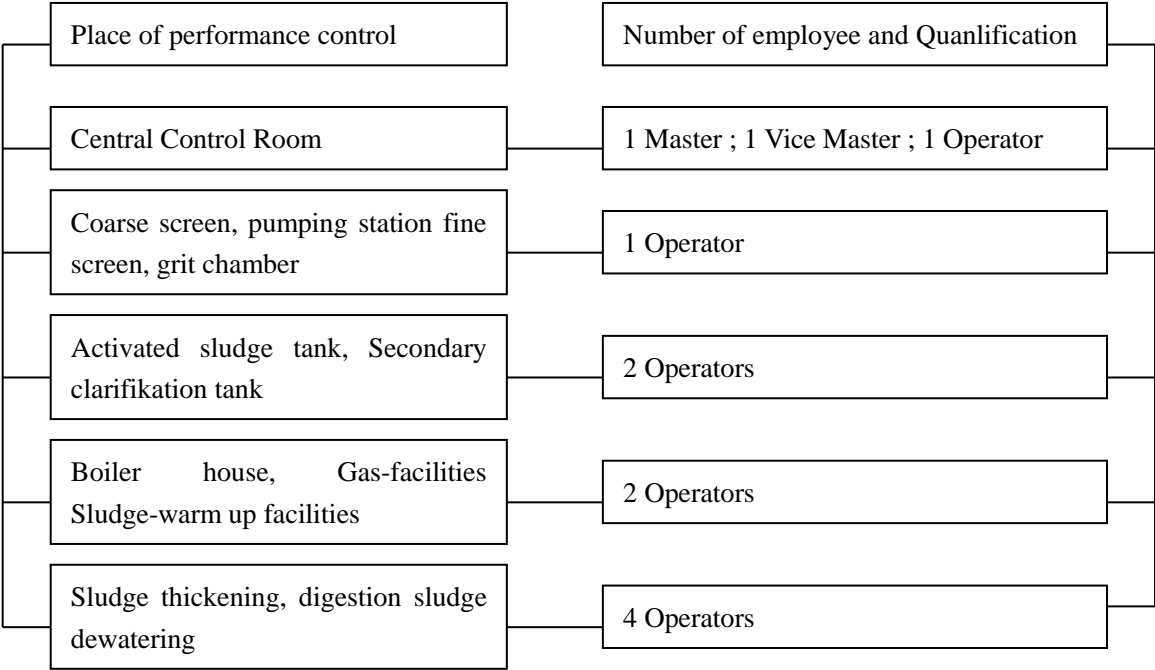 Place of performance control
Number of employee and Quanlification
Central Control Room
1 Master ; 1 Vice Master ; 1 Operator
Coarse screen, pumping station fine
screen, grit chamber
1 Operator
Activated sludge tank, Secondary
clarifikation tank
2 Operators
Boiler house, Gas-facilities
Sludge-warm up facilities
2 Operators
Sludge thickening, digestion sludge
dewatering
4 Operators